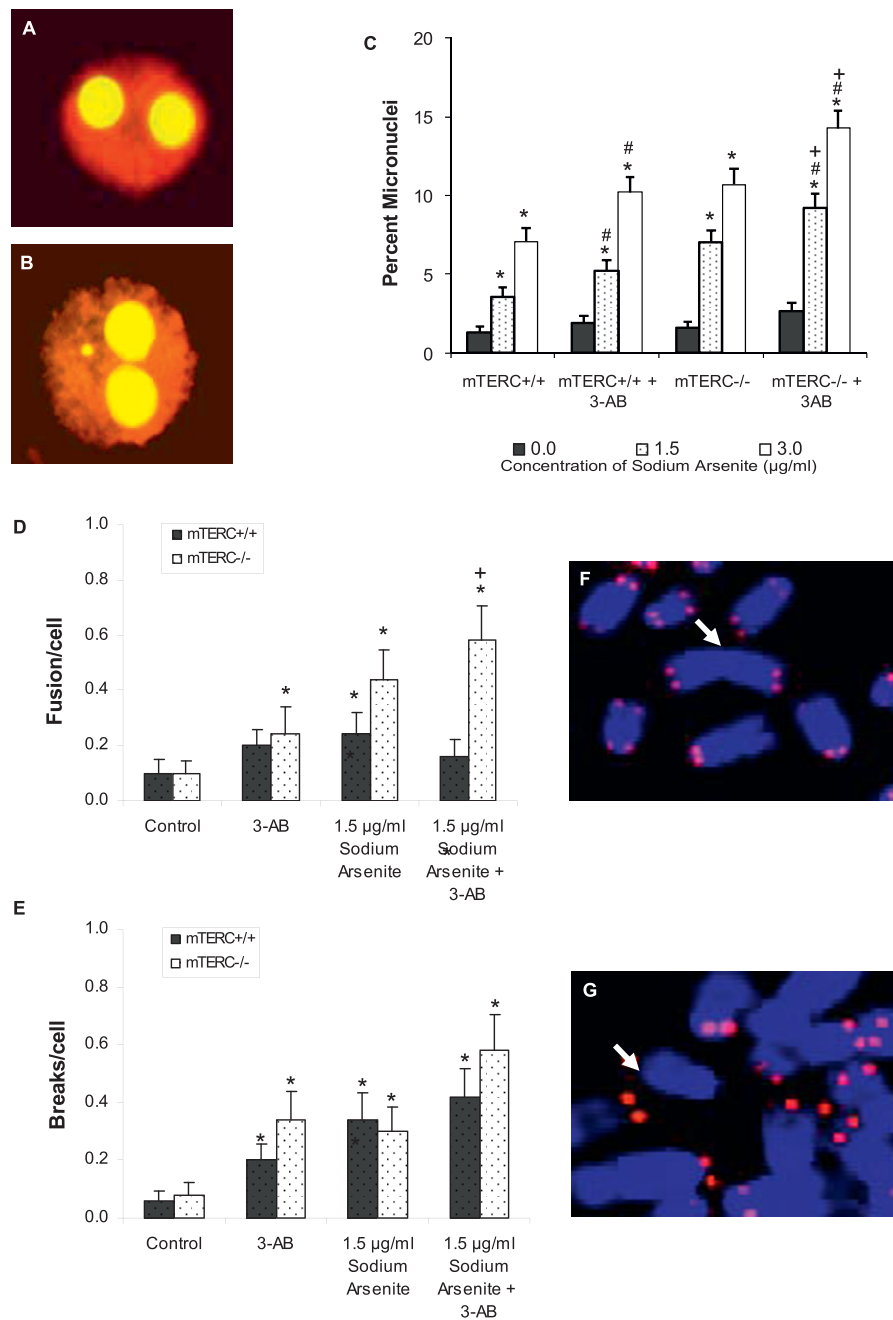 A
B
C
Percent Micronuclei
20
15
10
5
0
*
*
#
*
#
*
*
*
+
#
*
+
#
*
mTERC+/+
mTERC+/+ +
3-AB
mTERC-/-
mTERC-/- +
3AB
0.0 1.5 3.0
Concentration of Sodium Arsenite (µg/ml)
D
Fusion/cell
1.0
0.8
0.6
0.4
0.2
0.0
mTERC+/+
mTERC-/-
*
*
*
*
+
*
Control
3-AB
1.5 µg/ml
Sodium
Arsenite
1.5 µg/ml
Sodium
*
Arsenite +
3-AB
F
E
Breaks/cell
1.0
0.8
0.6
0.4
0.2
0.0
mTERC+/+
mTERC-/-
*
*
*
*
*
*
*
Control
3-AB
1.5 µg/ml
Sodium
Arsenite
1.5 µg/ml
Sodium
Arsenite +
3-AB
G